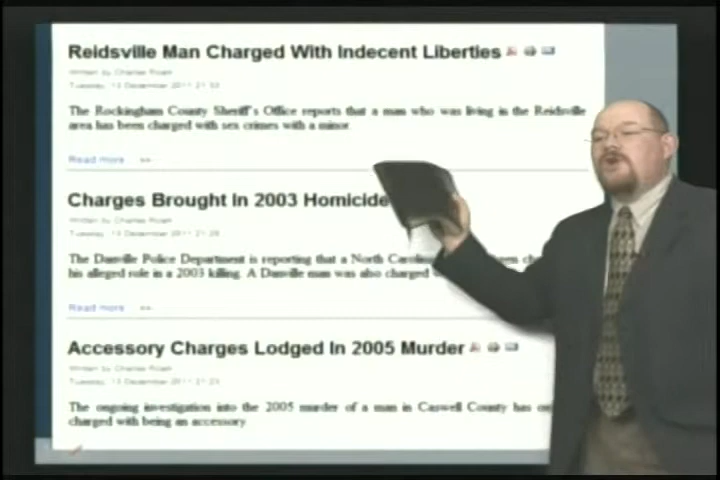 Reidsville Man Charged With Indecent Liberties
Written by Charles Roark
Tuesday, 13 December 2011 21:
The Rockingham County Sheriff's Office reports that a man who was living in the Reidsville
area has been charged with sex crimes with a minor.
Read more
Charges Brought In 2003 Homicide
Written by Charles Roark
Tuesday, 13 December 2011 21:
The Danville Police Department is reporting that a North
his alleged role in a 2003 killing. A Danville man was also charged
Read more
Accessory Charges Lodged In 2005 Murder
Written by Charles Roark
Tuesday, 13 December 2011 21:
The ongoing investigation into the 2005 murder of a man in Caswell County has
charged with being an accessory.